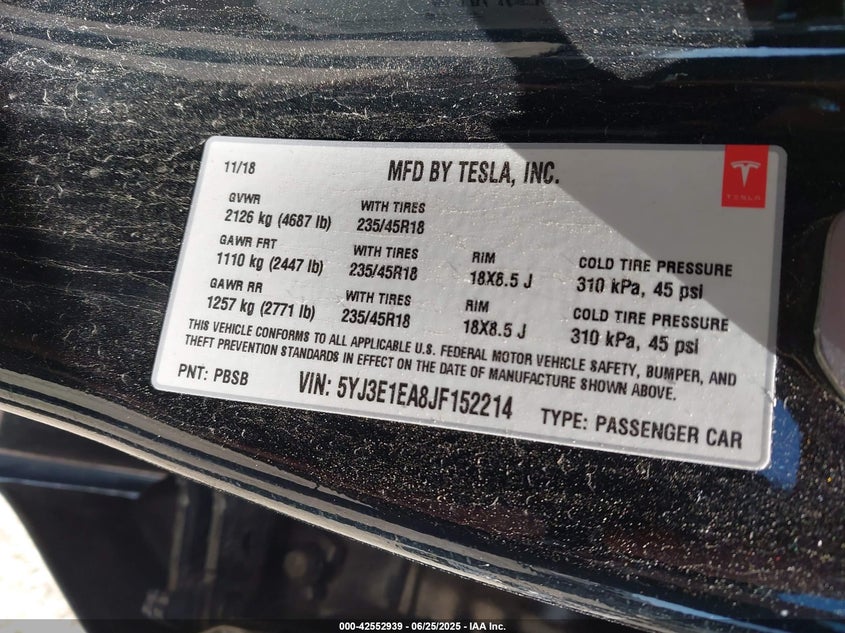 11/18
MFD BY TESLA, INC.
TESLA
GVWR
2126 kg (4687 lb)
WITH TIRES
235/45R18
GAWR FRT
1110 kg (2447 lb)
WITH TIRES
235/45R18
RIM
18X8.5 J
COLD TIRE PRESSURE
310 kPa, 45 psi
GAWR RR
1257 kg (2771 lb)
WITH TIRES
235/45R18
RIM
18X8.5 J
COLD TIRE PRESSURE
310 kPa, 45 psi
THIS VEHICLE CONFORMS TO ALL APPLICABLE U.S. FEDERAL MOTOR VEHICLE SAFETY, BUMPER, AND
THEFT PREVENTION STANDARDS IN EFFECT ON THE DATE OF MANUFACTURE SHOWN ABOVE.
PNT: PBSB
VIN: 5YJ3E1EA8JF152214
TYPE: PASSENGER CAR
000-42552939 - 06/25/2025 - IAA Inc.